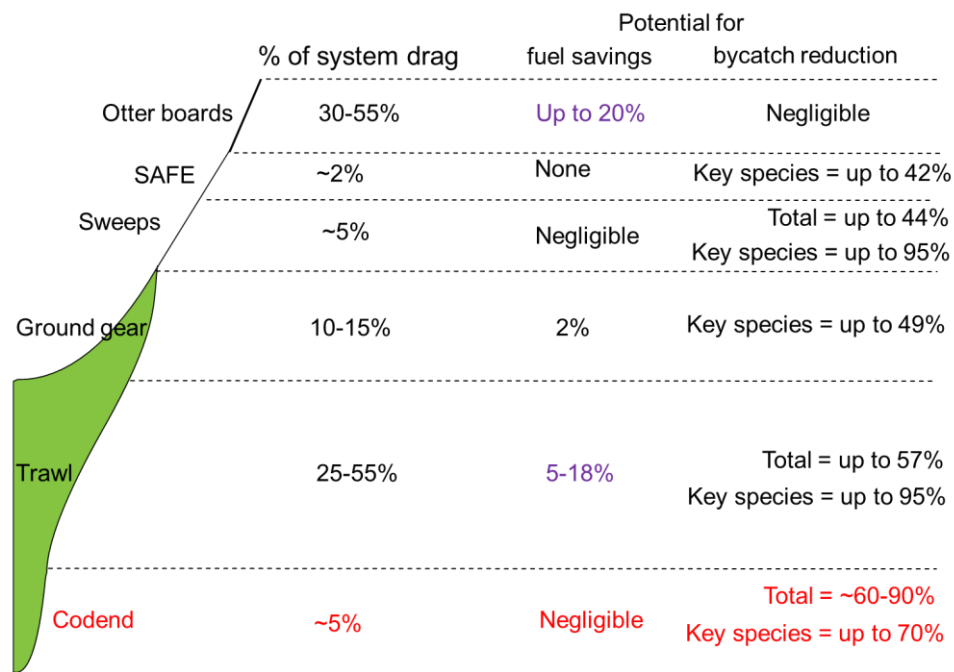 Potential for
% of system drag fuel savings bycatch reduction
Otter boards 30-55% Up to 20% Negligible
SAFE ~2% None Key species = up to 42%
Sweeps ~5% Negligible Total = up to 44%
Key species = up to 95%
Ground gear 10-15% 2% Key species = up to 49%
Trawl 25-55% 5-18% Total = up to 57%
Key species = up to 95%
Codend ~5% Negligible Total = ~60-90%
Key species = up to 70%